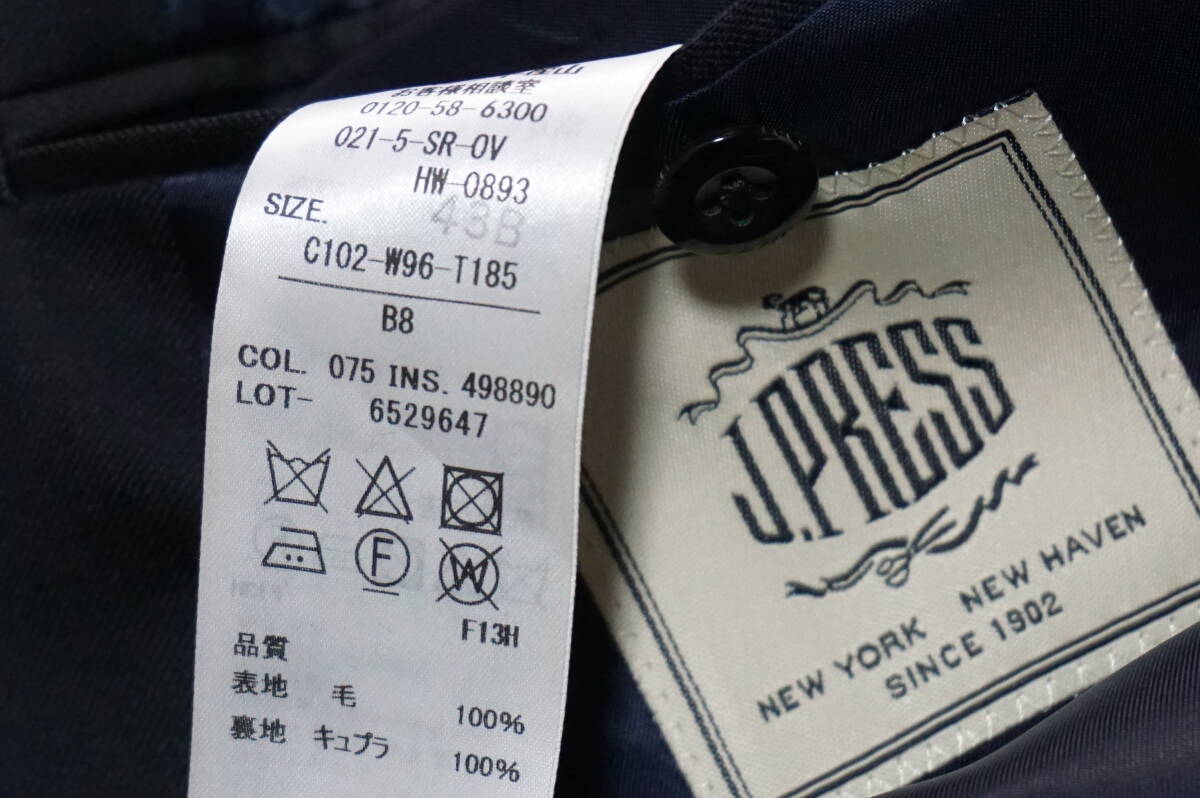 お客様相談室
0120-58-6300
021-5-SR-0V
HW-0893
43B
SIZE.
C102-W96-T185
B8
COL. 075 INS. 498890
LOT- 6529647
F
W
F13H
品質
表地 毛 100%
裏地 キュプラ 100%
J.PRESS
NEW YORK NEW HAVEN
SINCE 1902